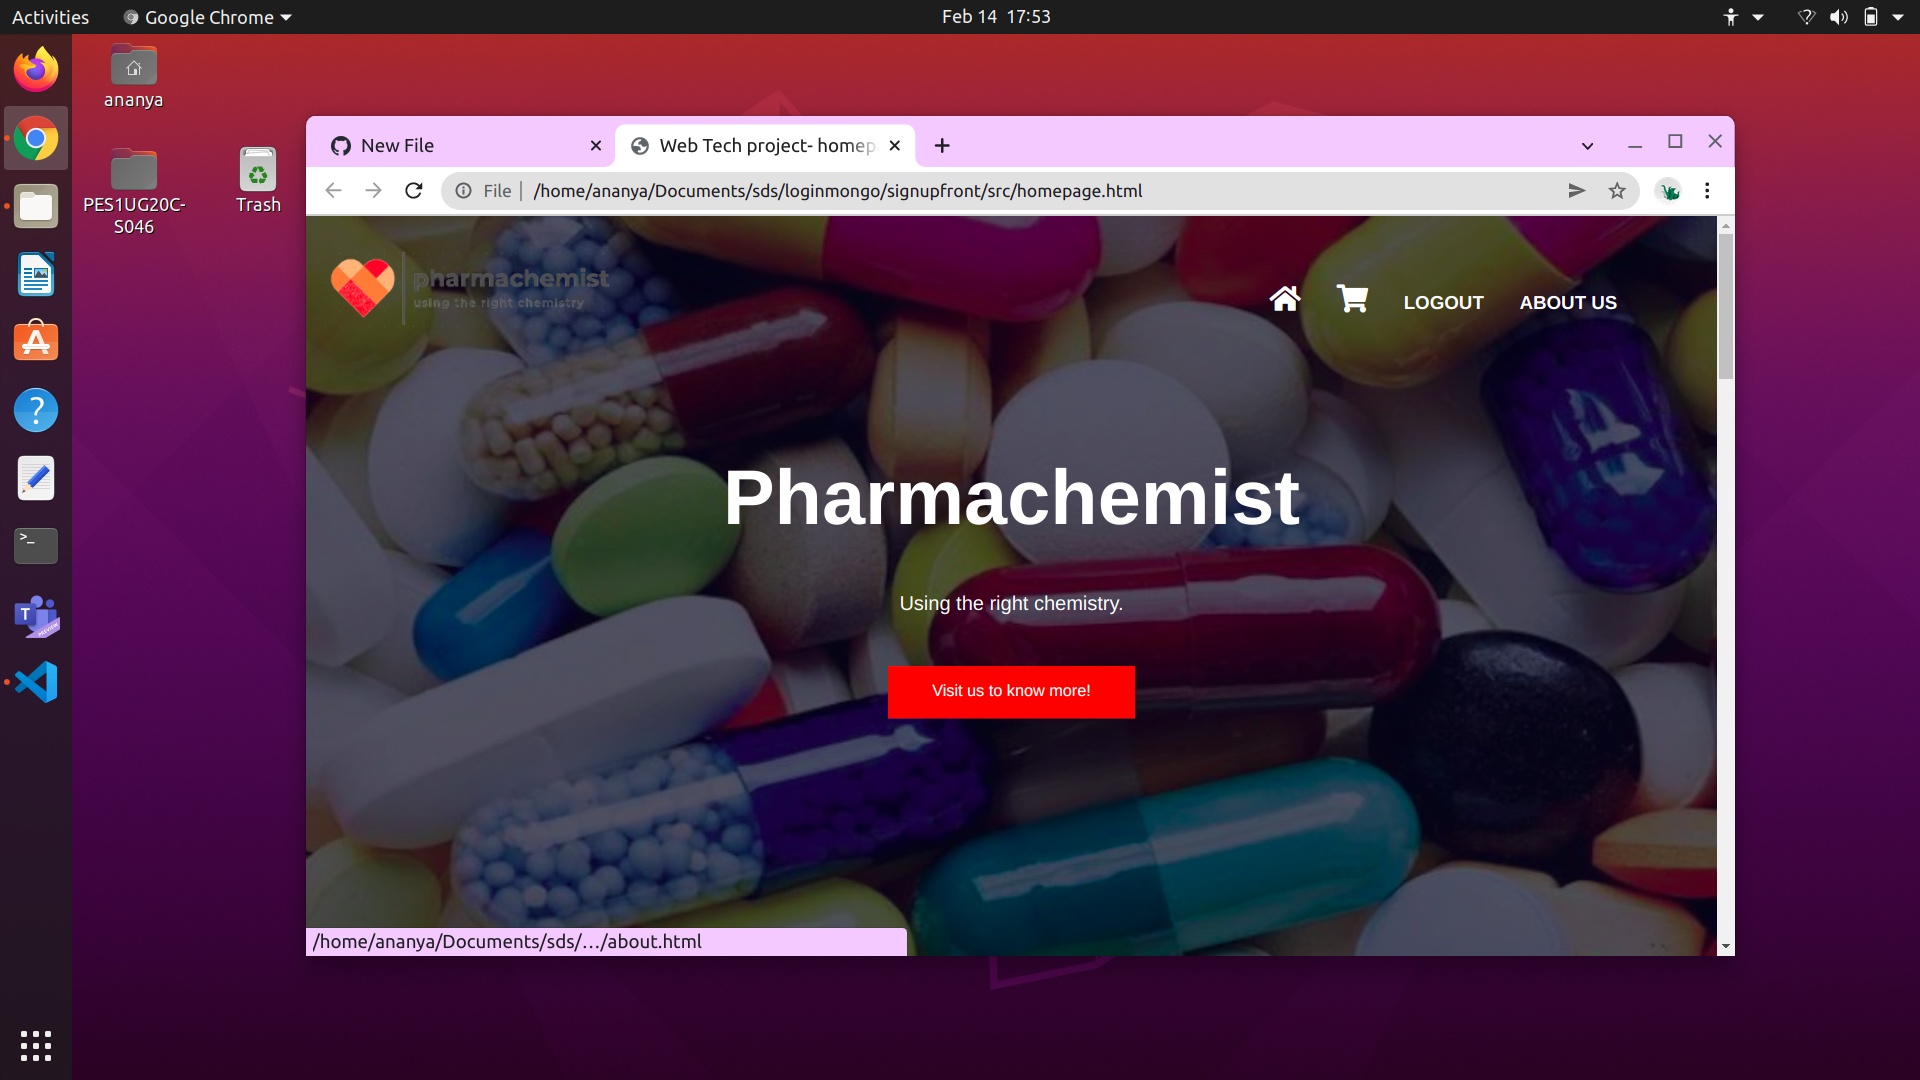 Activities
Google Chrome
Feb 14 17:53
ananya
PES1UG20C-
S046
Trash
New File
Web Tech project- homep
File
/home/ananya/Documents/sds/loginmongo/signupfront/src/homepage.html
pharmachemist
using the right chemistry
LOGOUT
ABOUT US
Pharmachemist
Using the right chemistry.
Visit us to know more!
/home/ananya/Documents/sds/…/about.html